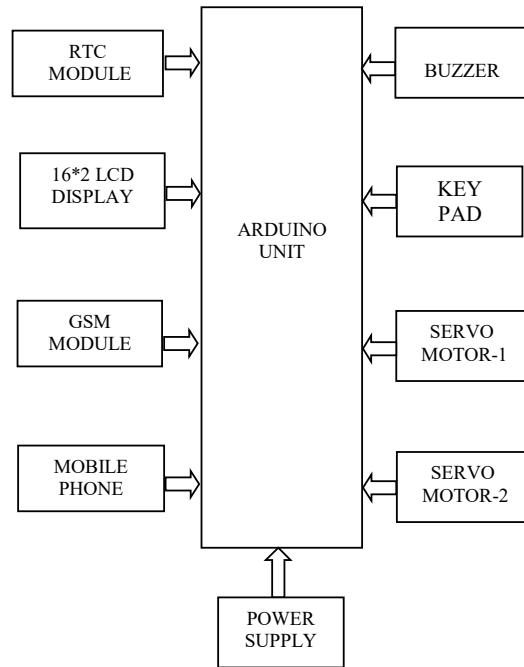 RTC
MODULE
BUZZER
16*2 LCD
DISPLAY
KEY
PAD
ARDUINO
UNIT
GSM
MODULE
SERVO
MOTOR-1
MOBILE
PHONE
SERVO
MOTOR-2
POWER
SUPPLY